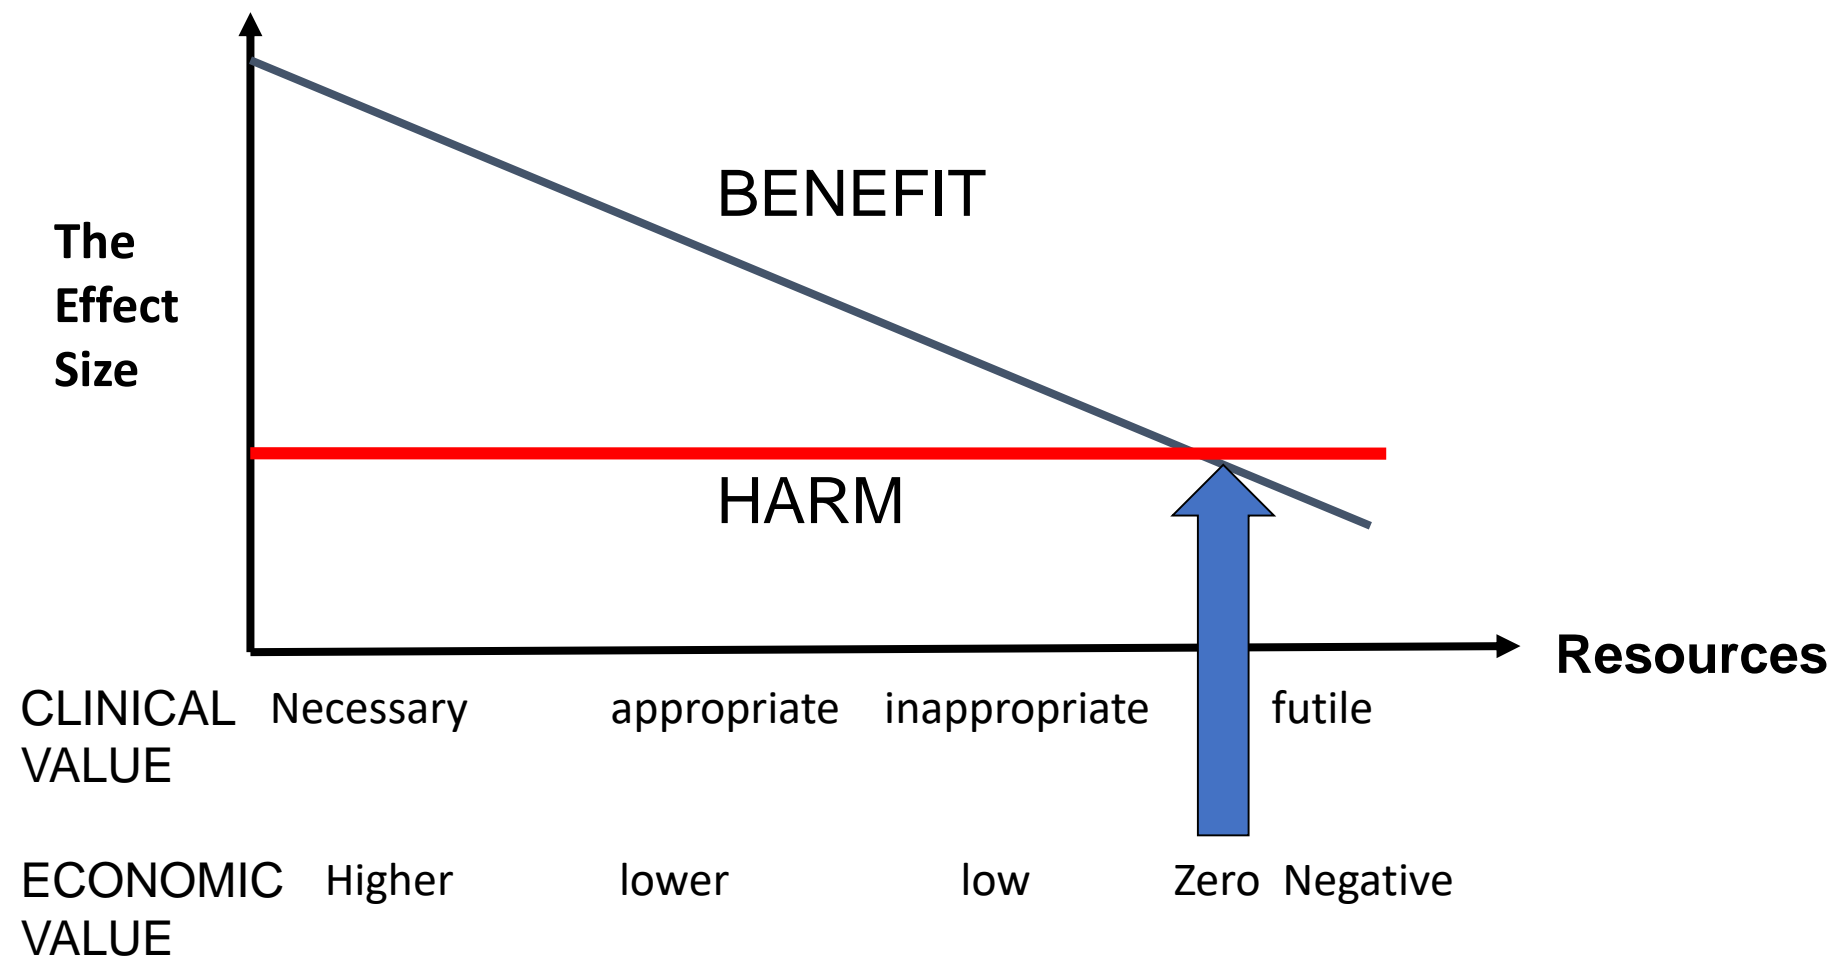 BENEFIT
The
Effect
Size
HARM
Resources
CLINICAL VALUE Necessary appropriate inappropriate futile
ECONOMIC VALUE Higher lower low Zero Negative